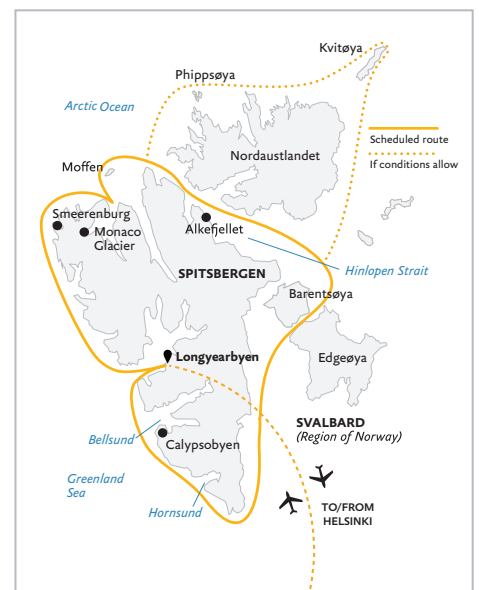 Kvitøya
Phippsøya
Arctic Ocean
Scheduled route
If conditions allow
Nordaustlandet
Moffen
Smeerenburg
Monaco
Glacier
Alkefjellet
Hinlopen Strait
SPITSBERGEN
Barentsøya
Longyearbyen
Edgeøya
SVALBARD
(Region of Norway)
Bellsund
Calypsobyen
Greenland
Sea
Hornsund
TO/FROM
HELSINKI